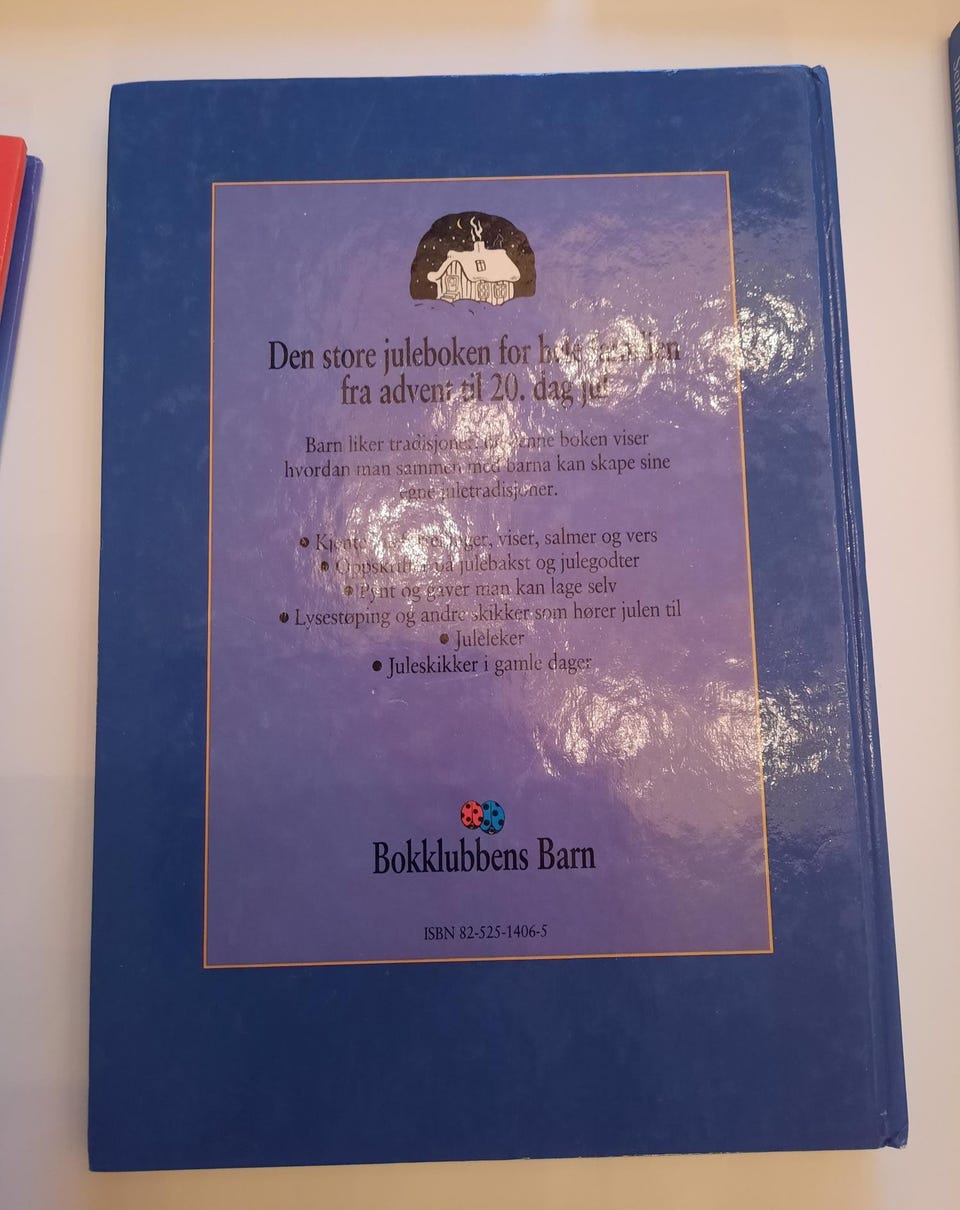 Den store juleboken for hele familien
fra advent til 20. dag jul
Barn liker tradisjoner, denne boken viser
hvordan man sammen med barna kan skape sine
egne juletradisjoner.
• viser, salmer og vers
• Oppskrifter på julebakst og julegodter
• Pynt og gaver man kan lage selv
• Lysestøping og andre skikker som hører julen til
• Juleleker
• Juleskikker i gamle dager
Bokklubbens Barn
ISBN 82-525-1406-5